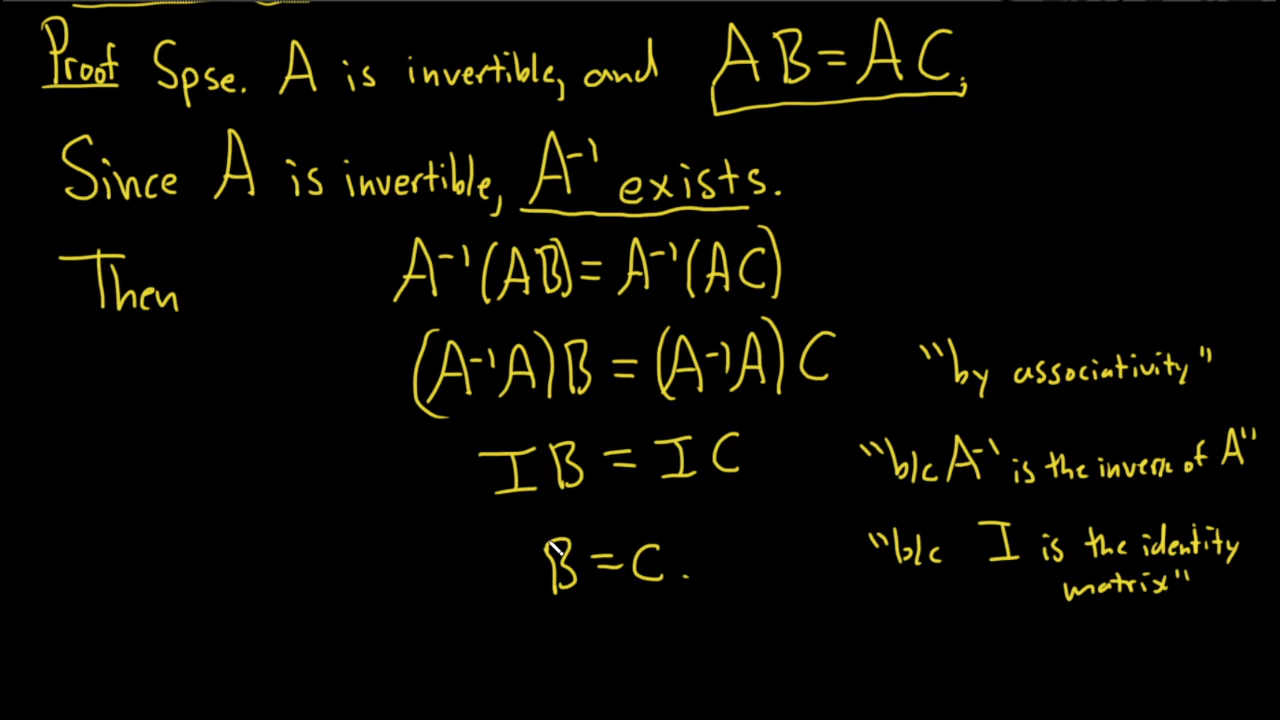 Proof Spse. A is invertible, and AB = AC.
Since A is invertible, A⁻¹ exists.
Then A⁻¹(AB) = A⁻¹(AC)
(A⁻¹A)B = (A⁻¹A)C "by associativity"
IB = IC "b/c A⁻¹ is the inverse of A"
B = C. "b/c I is the identity
matrix"